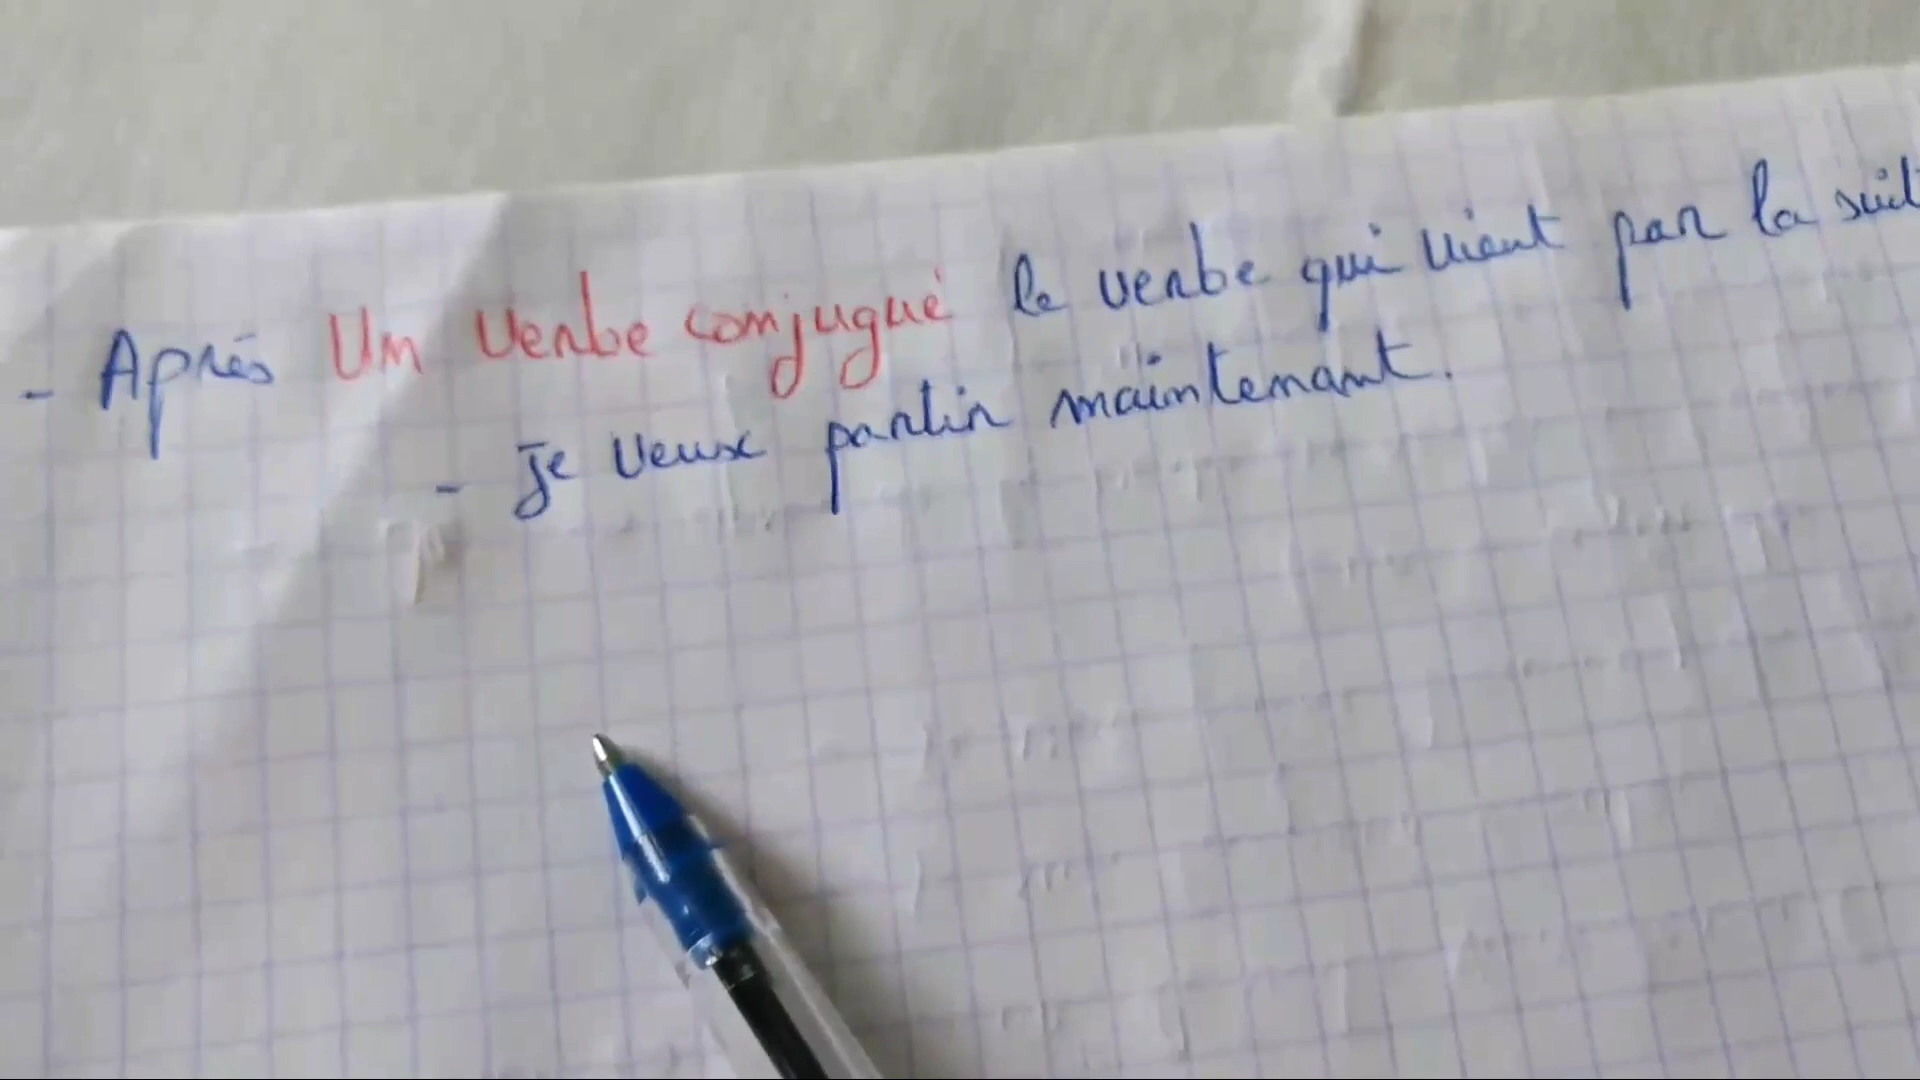 - Après Un verbe conjugué le verbe qui vient par la
- Je veux partir maintenant.